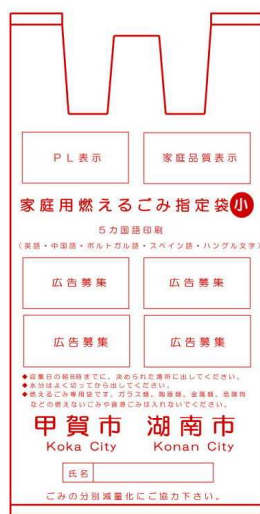 PL表示 家庭品質表示
家庭用燃えるごみ指定袋 小
5カ国語印刷
(英語・中国語・ポルトガル語・スペイン語・ハングル文字)
広告募集 広告募集
広告募集 広告募集
◆収集日の朝8時までに、決められた場所に出してください。
◆水分はよく切ってから出してください。
◆燃えるごみ専用袋です。ガラス類、陶器類、金属類、危険物
などの燃えないごみや資源ごみは入れないでください。
甲賀市 湖南市
Koka City Konan City
氏名
ごみの分別減量化にご協力下さい。